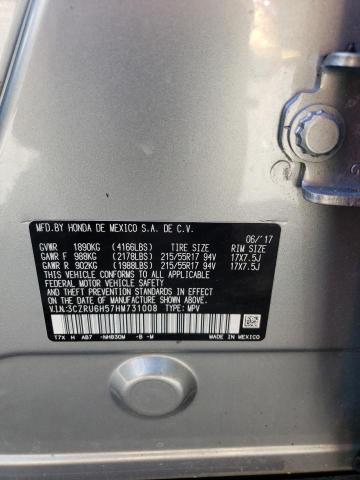 MFD.BY HONDA DE MEXICO S.A. DE C.V.
06/'17
GVWR 1890KG (4166LBS) TIRE SIZE RIM SIZE
GAWR F 988KG (2178LBS) 215/55R17 94V 17X7.5J
GAWR R 902KG (1988LBS) 215/55R17 94V 17X7.5J
THIS VEHICLE CONFORMS TO ALL APPLICABLE
FEDERAL MOTOR VEHICLE SAFETY AND
THEFT PREVENTION STANDARDS IN EFFECT ON
THE DATE OF MANUFACTURE SHOWN ABOVE.
V.I.N.:3CZRU6H57HM731008 TYPE: MPV
T7X H AB7 -NH830M -B -M MADE IN MEXICO